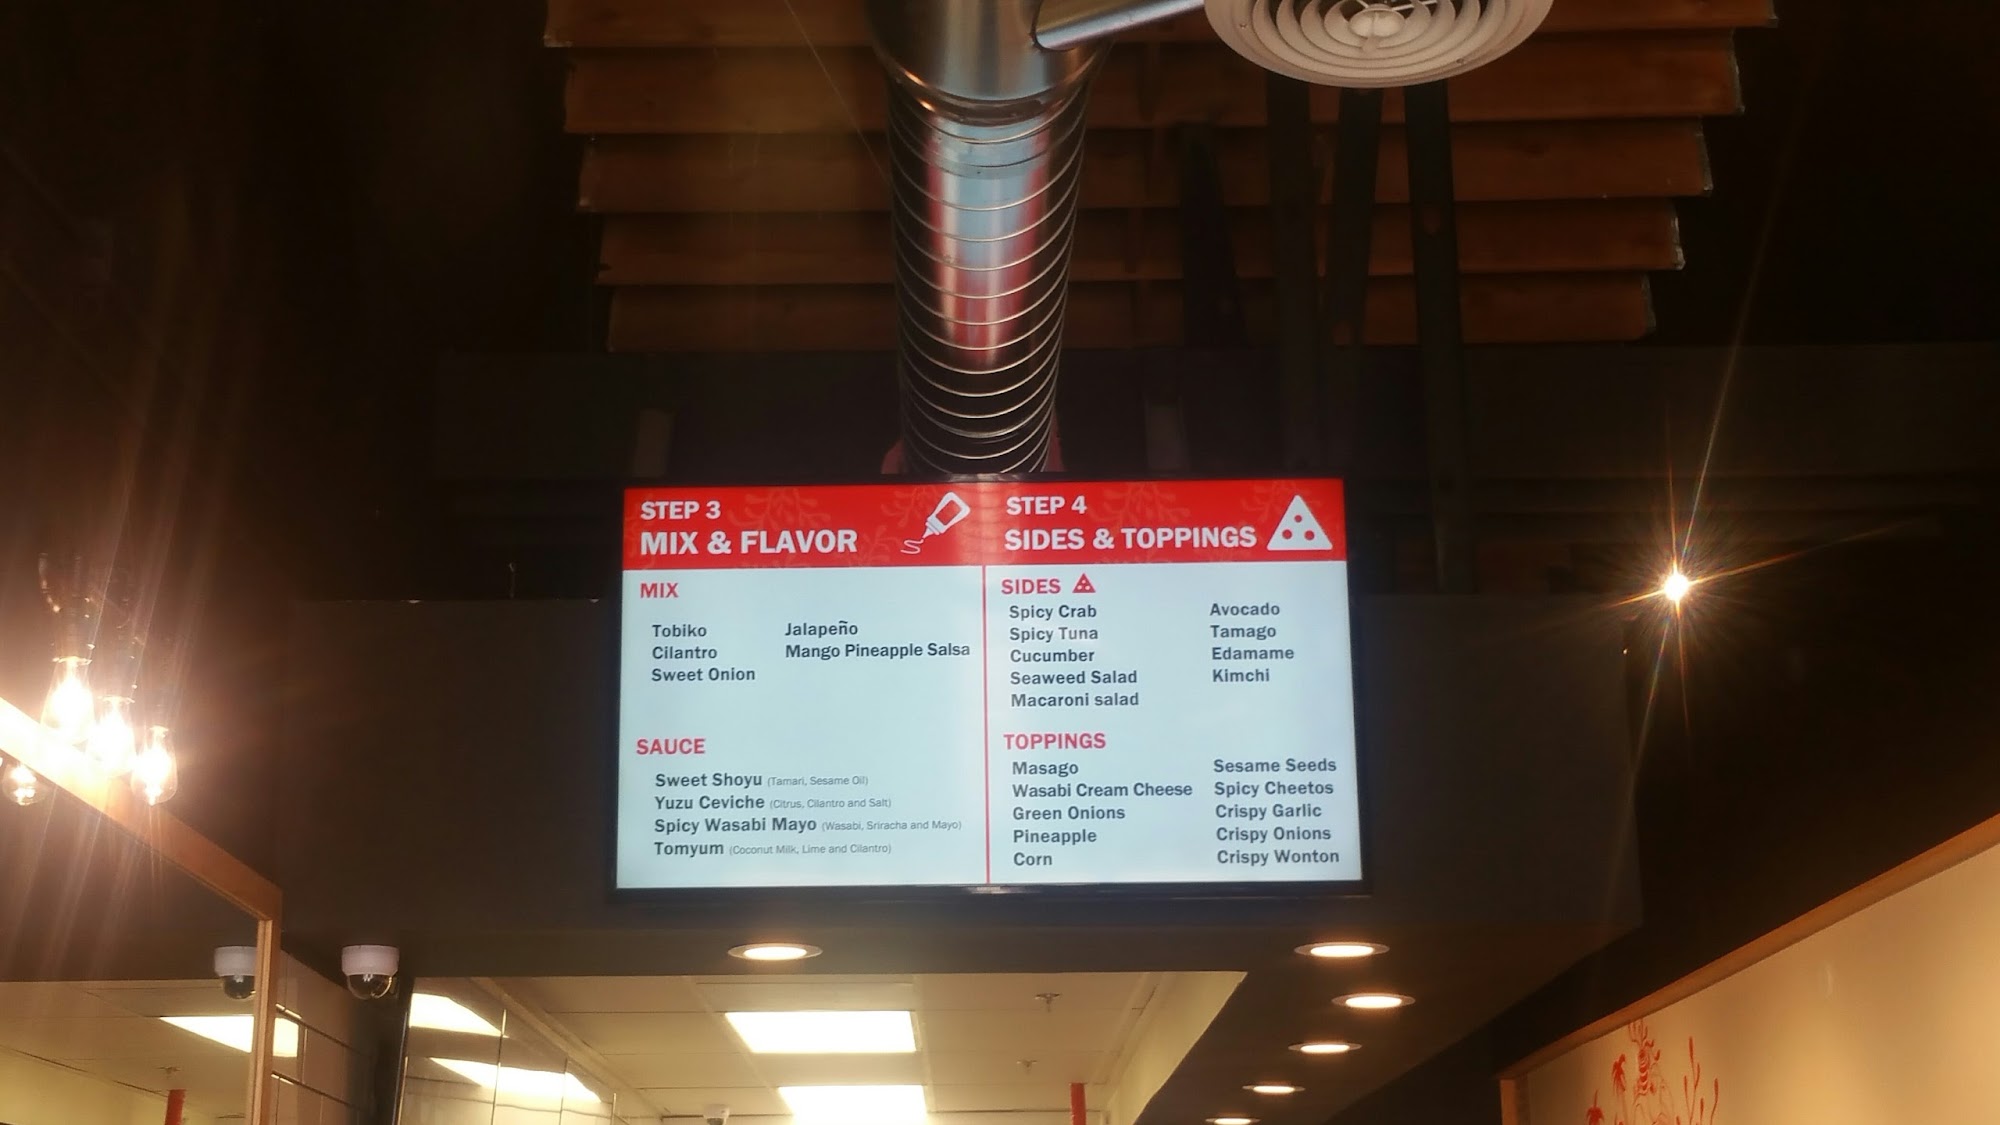 STEP 3
MIX & FLAVOR
MIX
Tobiko
Cilantro
Sweet Onion
Jalapeño
Mango Pineapple Salsa
SAUCE
Sweet Shoyu (Tamari, Sesame Oil)
Yuzu Ceviche (Citrus, Cilantro and Salt)
Spicy Wasabi Mayo (Wasabi, Sriracha and Mayo)
Tomyum (Coconut Milk, Lime and Cilantro)
STEP 4
SIDES & TOPPINGS
SIDES
Spicy Crab
Spicy Tuna
Cucumber
Seaweed Salad
Macaroni salad
Avocado
Tamago
Edamame
Kimchi
TOPPINGS
Masago
Wasabi Cream Cheese
Green Onions
Pineapple
Corn
Sesame Seeds
Spicy Cheetos
Crispy Garlic
Crispy Onions
Crispy Wonton